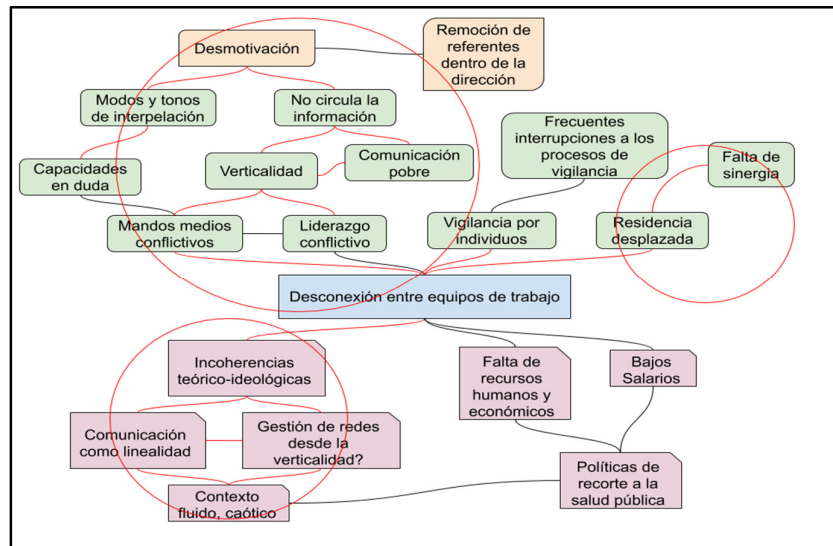 Desmotivación
Remoción de
referentes
dentro de la
dirección
Modos y tonos
de interpelación
No circula la
información
Frecuentes
interrupciones a los
procesos de
vigilancia
Falta de
sinergia
Capacidades
en duda
Verticalidad
Comunicación
pobre
Mandos medios
conflictivos
Liderazgo
conflictivo
Vigilancia por
individuos
Residencia
desplazada
Desconexión entre equipos de trabajo
Incoherencias
teórico-ideológicas
Falta de
recursos
humanos y
económicos
Bajos
Salarios
Comunicación
como linealidad
Gestión de redes
desde la
verticalidad?
Políticas de
recorte a la
salud pública
Contexto
fluido, caótico